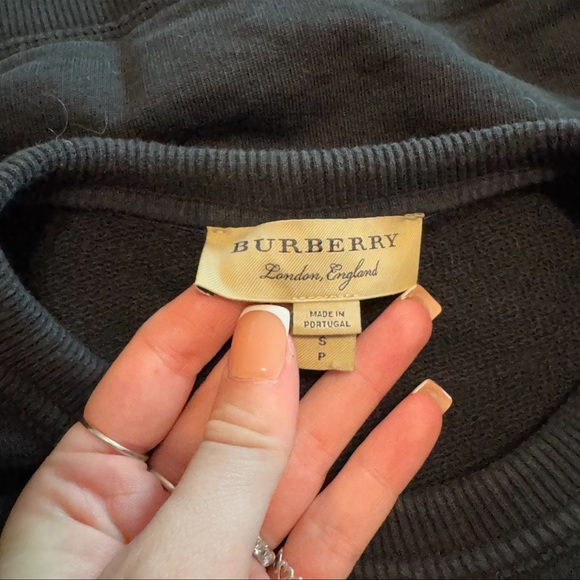 BURBERRY
London, England
MADE IN
PORTUGAL
S
P